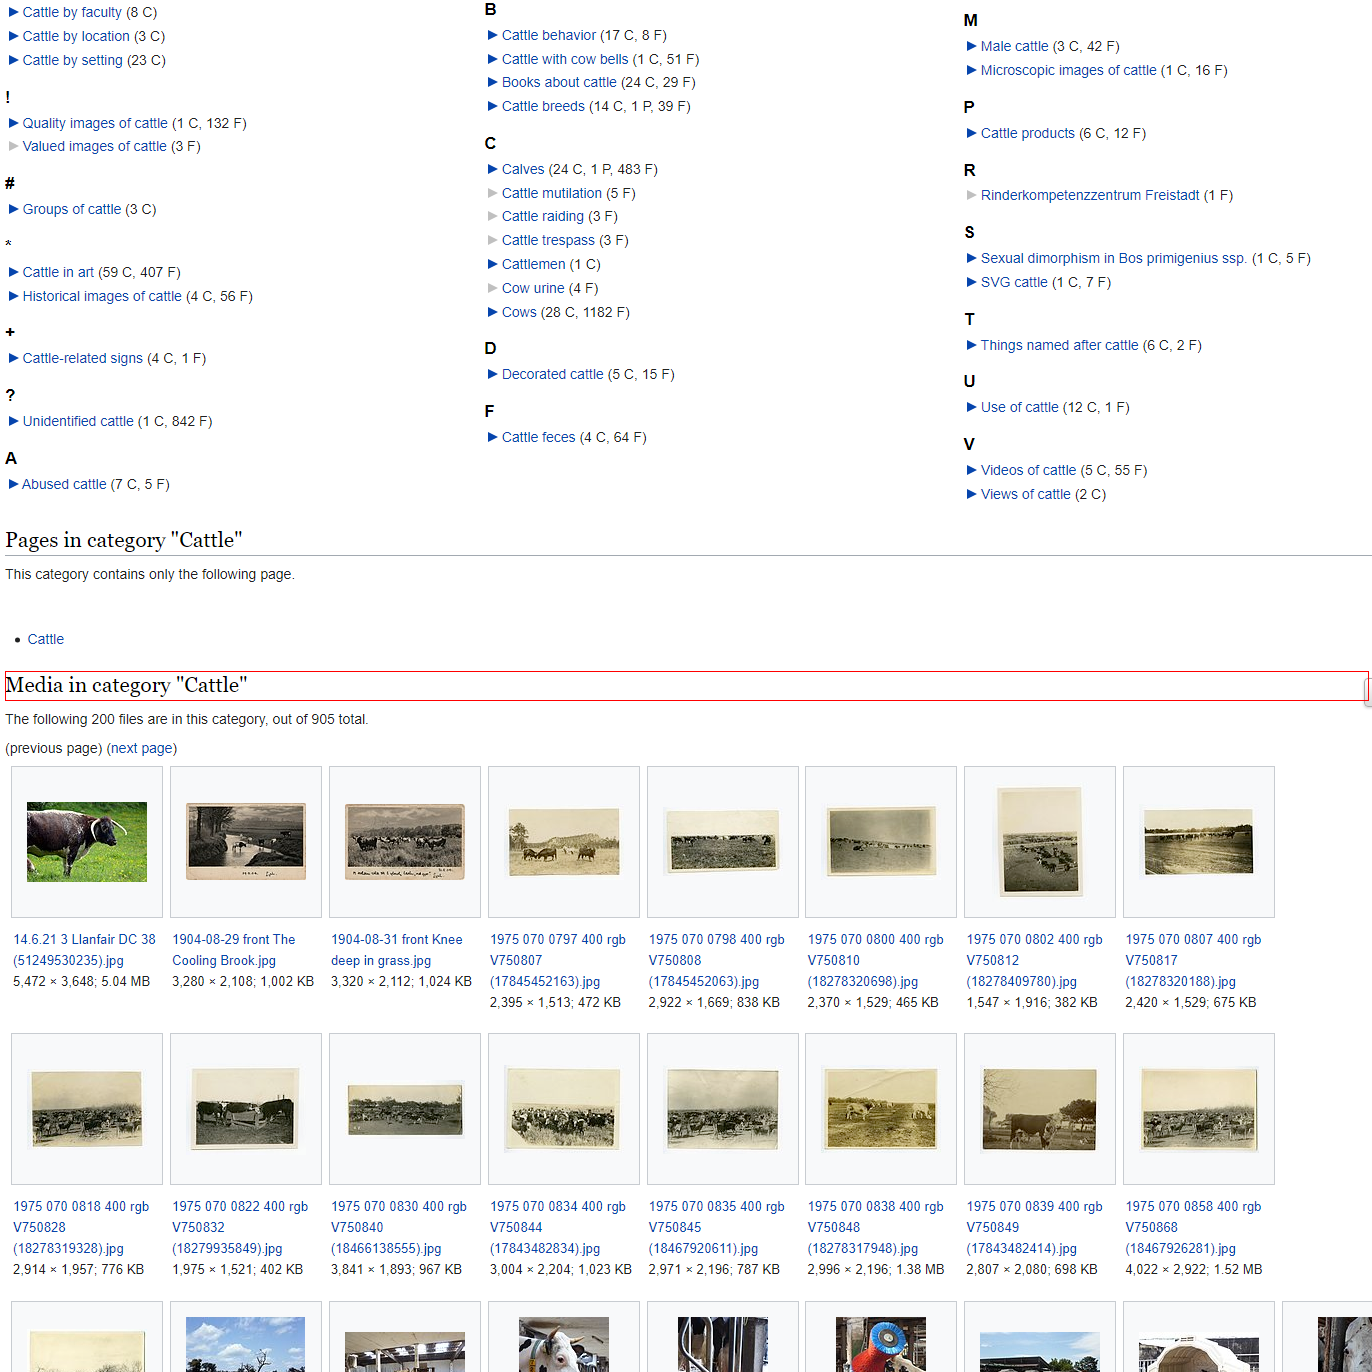 ► Cattle by faculty (8 C)
► Cattle by location (3 C)
► Cattle by setting (23 C)
!
► Quality images of cattle (1 C, 132 F)
► Valued images of cattle (3 F)
#
► Groups of cattle (3 C)
*
► Cattle in art (59 C, 407 F)
► Historical images of cattle (4 C, 56 F)
+
► Cattle-related signs (4 C, 1 F)
?
► Unidentified cattle (1 C, 842 F)
A
► Abused cattle (7 C, 5 F)
B
► Cattle behavior (17 C, 8 F)
► Cattle with cow bells (1 C, 51 F)
► Books about cattle (24 C, 29 F)
► Cattle breeds (14 C, 1 P, 39 F)
C
► Calves (24 C, 1 P, 483 F)
► Cattle mutilation (5 F)
► Cattle raiding (3 F)
► Cattle trespass (3 F)
► Cattlemen (1 C)
► Cow urine (4 F)
► Cows (28 C, 1182 F)
D
► Decorated cattle (5 C, 15 F)
F
► Cattle feces (4 C, 64 F)
M
► Male cattle (3 C, 42 F)
► Microscopic images of cattle (1 C, 16 F)
P
► Cattle products (6 C, 12 F)
R
► Rinderkompetenzzentrum Freistadt (1 F)
S
► Sexual dimorphism in Bos primigenius ssp. (1 C, 5 F)
► SVG cattle (1 C, 7 F)
T
► Things named after cattle (6 C, 2 F)
U
► Use of cattle (12 C, 1 F)
V
► Videos of cattle (5 C, 55 F)
► Views of cattle (2 C)
Pages in category "Cattle"
This category contains only the following page.
• Cattle
Media in category "Cattle"
The following 200 files are in this category, out of 905 total.
(previous page) (next page)
14.6.21 3 Llanfair DC 38
(51249530235).jpg
5,472 × 3,648; 5.04 MB
1904-08-29 front The
Cooling Brook.jpg
3,280 × 2,108; 1,002 KB
1904-08-31 front Knee
deep in grass.jpg
3,320 × 2,112; 1,024 KB
1975 070 0797 400 rgb
V750807
(17845452163).jpg
2,395 × 1,513; 472 KB
1975 070 0798 400 rgb
V750808
(17845452063).jpg
2,922 × 1,669; 838 KB
1975 070 0800 400 rgb
V750810
(18278320698).jpg
2,370 × 1,529; 465 KB
1975 070 0802 400 rgb
V750812
(18278409780).jpg
1,547 × 1,916; 382 KB
1975 070 0807 400 rgb
V750817
(18278320188).jpg
2,420 × 1,529; 675 KB
1975 070 0818 400 rgb
V750828
(18278319328).jpg
2,914 × 1,957; 776 KB
1975 070 0822 400 rgb
V750832
(18279935849).jpg
1,975 × 1,521; 402 KB
1975 070 0830 400 rgb
V750840
(18466138555).jpg
3,841 × 1,893; 967 KB
1975 070 0834 400 rgb
V750844
(17843482834).jpg
3,004 × 2,204; 1,023 KB
1975 070 0835 400 rgb
V750845
(18467920611).jpg
2,971 × 2,196; 787 KB
1975 070 0838 400 rgb
V750848
(18278317948).jpg
2,996 × 2,196; 1.38 MB
1975 070 0839 400 rgb
V750849
(17843482414).jpg
2,807 × 2,080; 698 KB
1975 070 0858 400 rgb
V750868
(18467926281).jpg
4,022 × 2,922; 1.52 MB